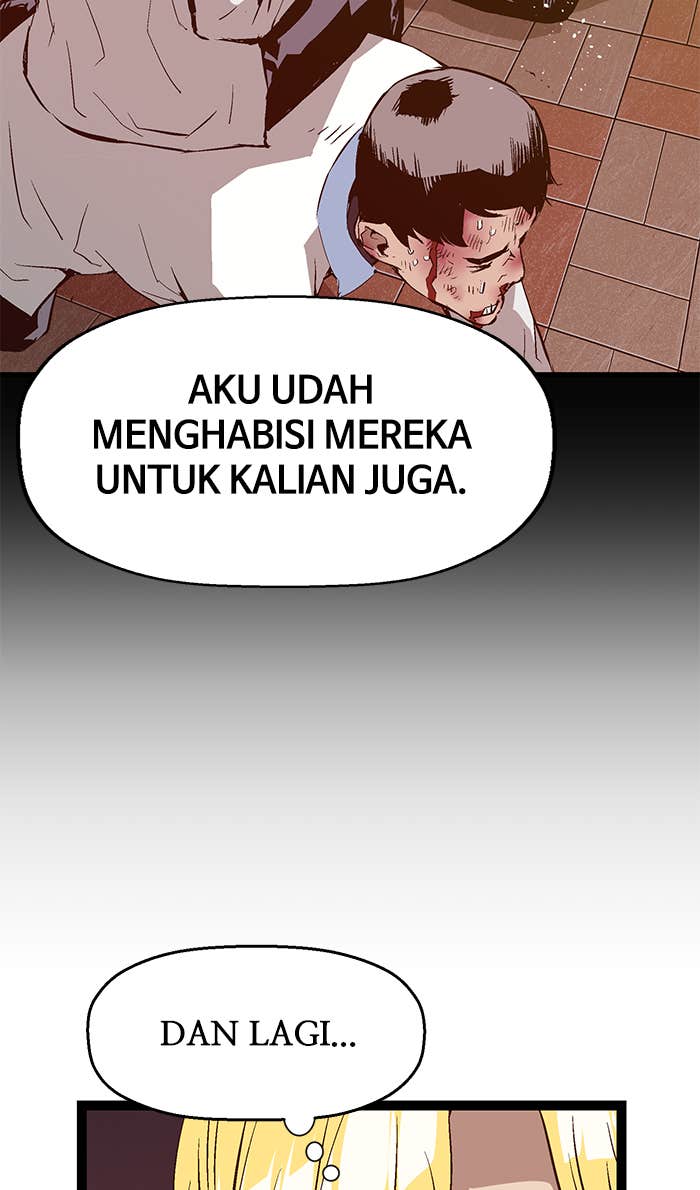 AKU UDAH
MENGHABISI MEREKA
UNTUK KALIAN JUGA.
DAN LAGI...